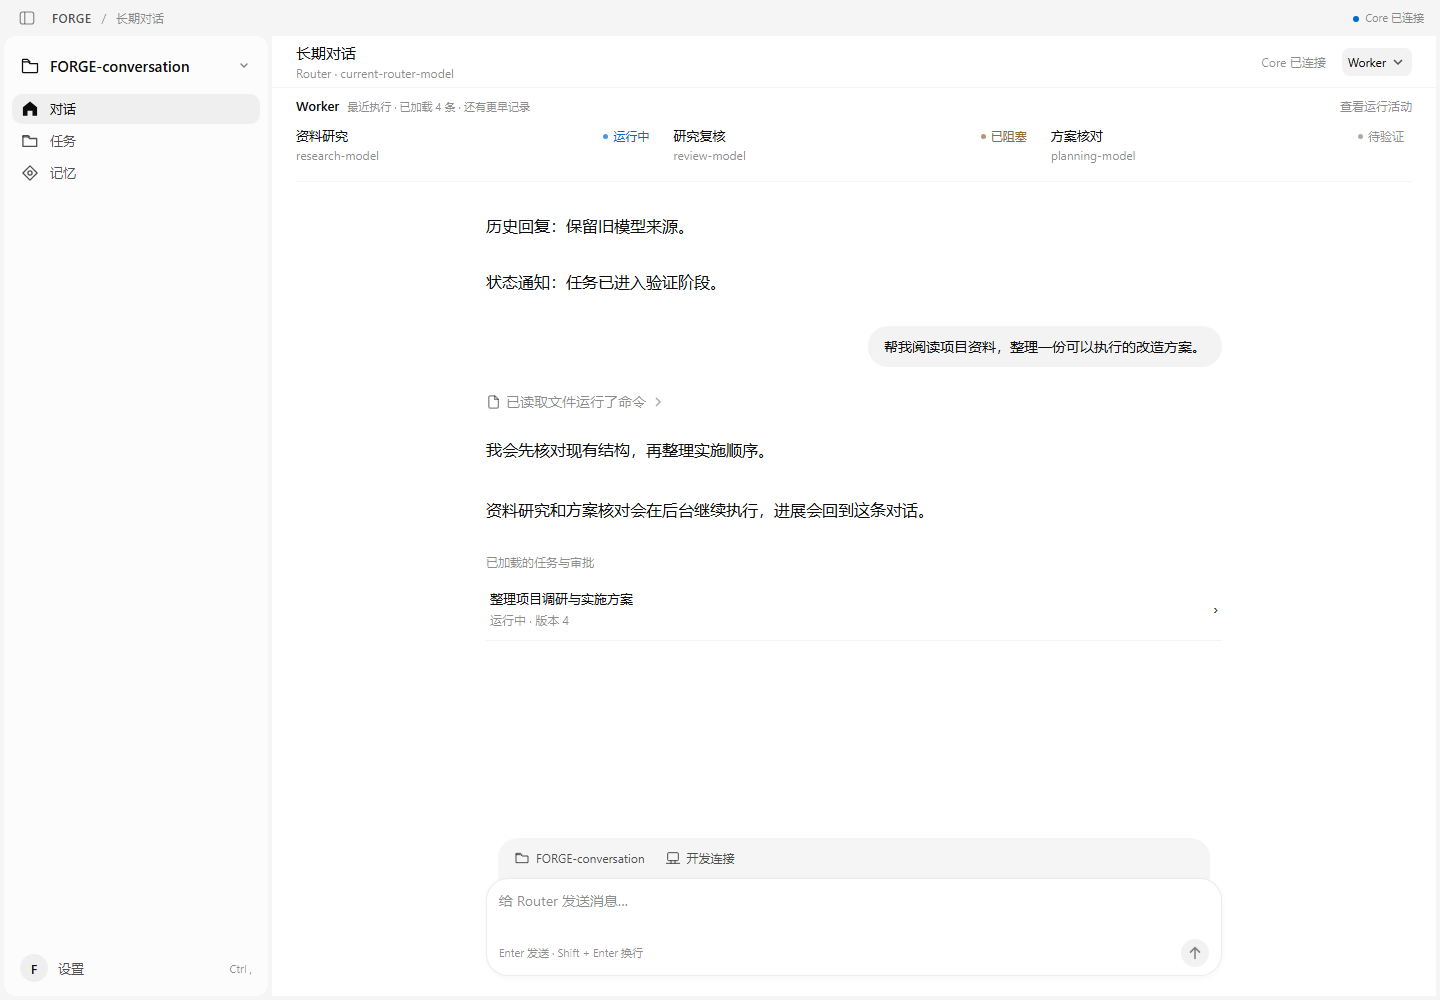 FORGE / 长期对话
Core 已连接
FORGE-conversation
对话
任务
记忆
F 设置 Ctrl ,
长期对话
Router · current-router-model
Core 已连接
Worker
Worker 最近执行 · 已加载 4 条 · 还有更早记录
查看运行活动
资料研究
运行中
research-model
研究复核
已阻塞
review-model
方案核对
待验证
planning-model
历史回复：保留旧模型来源。
状态通知：任务已进入验证阶段。
帮我阅读项目资料，整理一份可以执行的改造方案。
已读取文件运行了命令
我会先核对现有结构，再整理实施顺序。
资料研究和方案核对会在后台继续执行，进展会回到这条对话。
已加载的任务与审批
整理项目调研与实施方案
运行中 · 版本 4
FORGE-conversation
开发连接
给 Router 发送消息...
Enter 发送 · Shift + Enter 换行